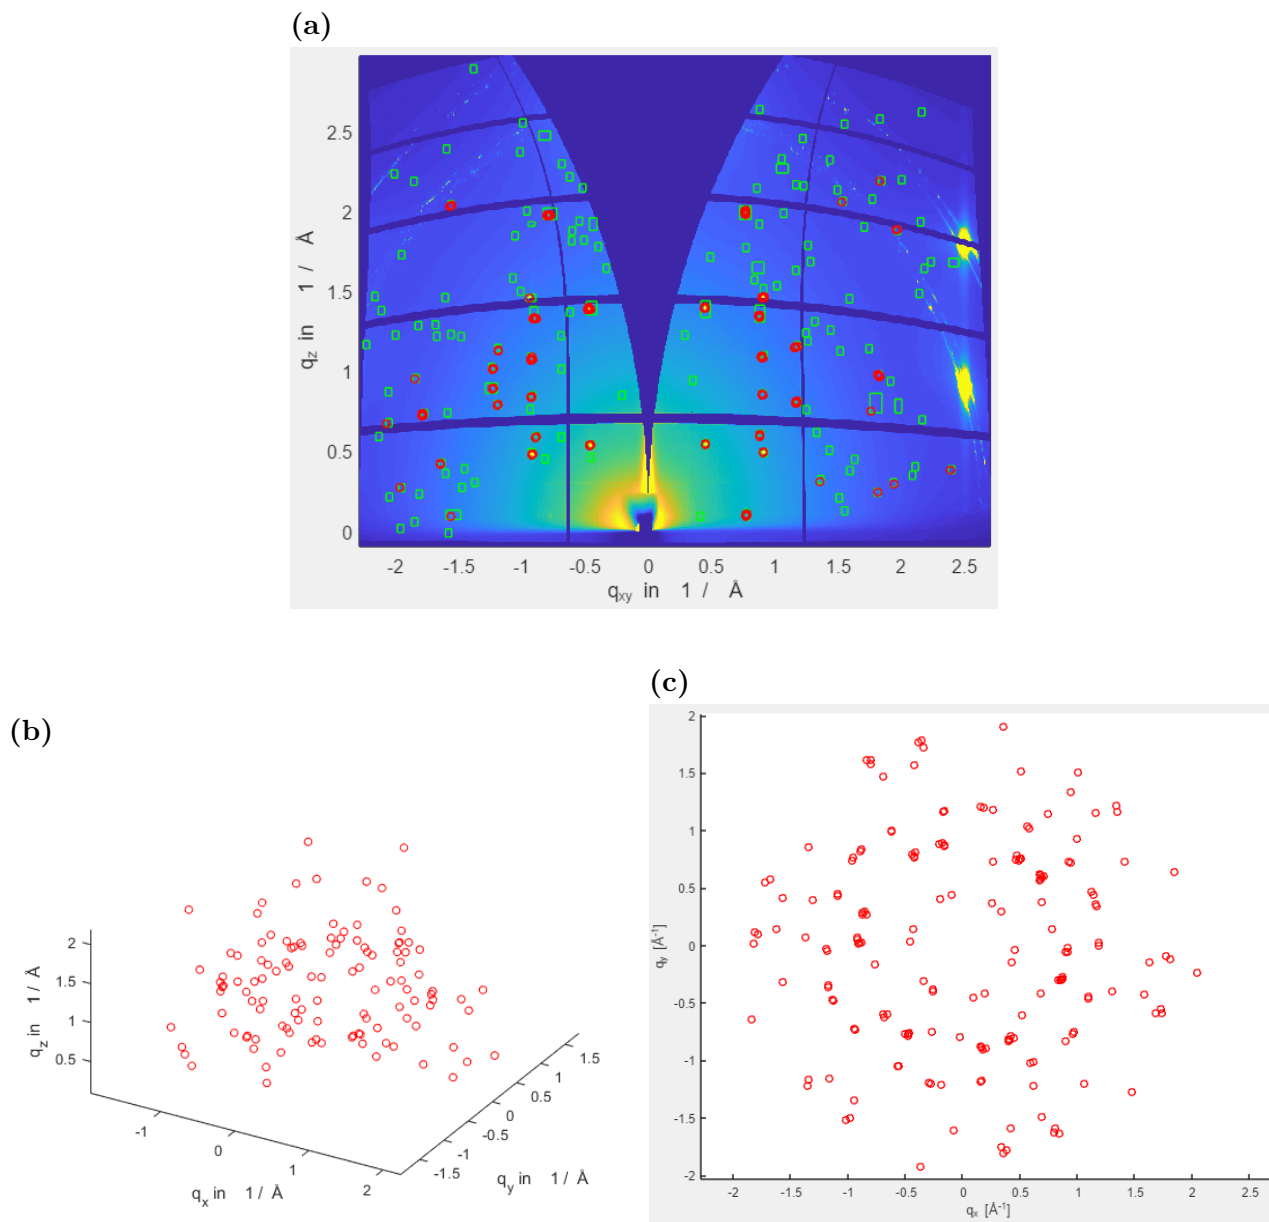 (a)
2.5
2
1.5
1
0.5
0
q_z in 1 / Å
-2 -1.5 -1 -0.5 0 0.5 1 1.5 2 2.5
q_xy in 1 / Å
(b)
2
1.5
1
0.5
q_z in 1 / Å
-1 0 1 2
q_x in 1 / Å
-1.5 -1 -0.5 0 0.5 1 1.5
q_y in 1 / Å
(c)
2
1.5
1
0.5
0
-0.5
-1
-1.5
-2
q_y [Å⁻¹]
-2 -1.5 -1 -0.5 0 0.5 1 1.5 2 2.5
q_x [Å⁻¹]